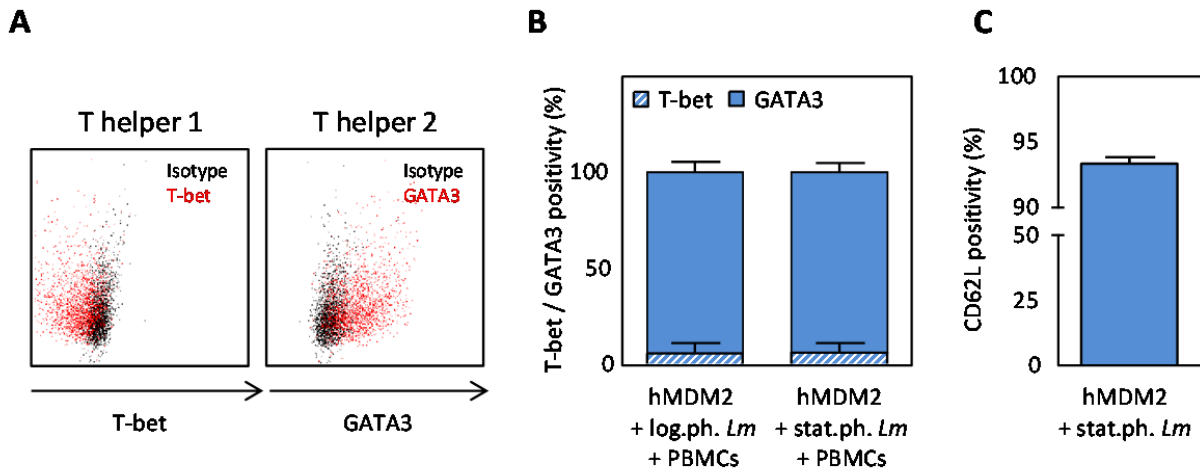 A
T helper 1
Isotype
T-bet
T-bet
T helper 2
Isotype
GATA3
GATA3
B
T-bet / GATA3 positivity (%)
T-bet GATA3
100
50
0
hMDM2
+ log.ph. Lm
+ PBMCs
hMDM2
+ stat.ph. Lm
+ PBMCs
C
CD62L positivity (%)
100
95
90
50
25
0
hMDM2
+ stat.ph. Lm